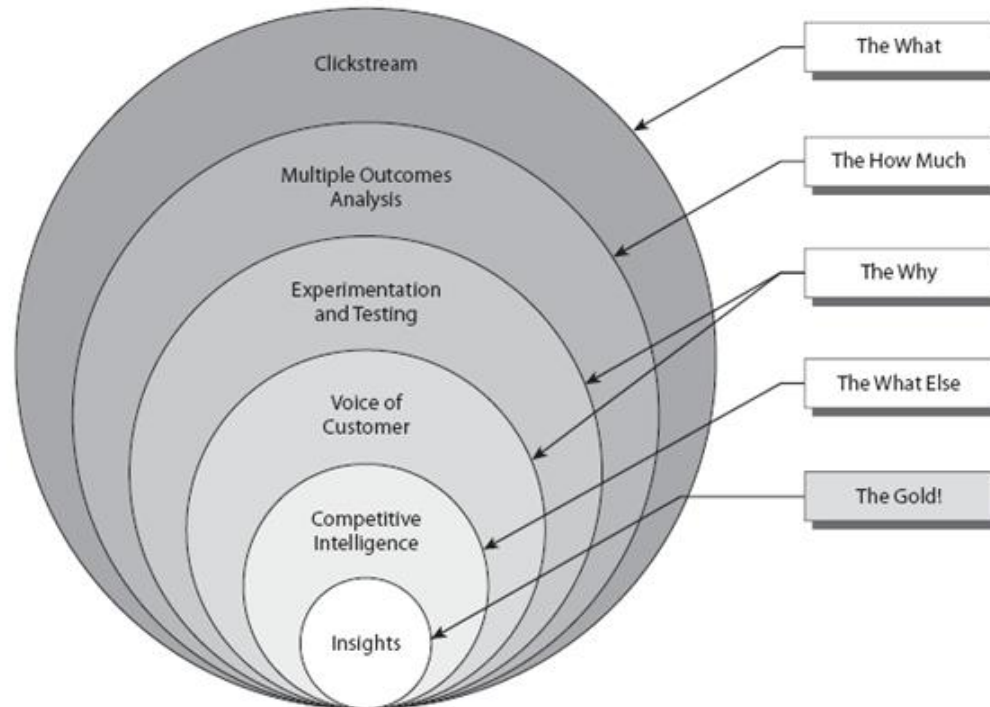 Clickstream
Multiple Outcomes
Analysis
Experimentation
and Testing
Voice of
Customer
Competitive
Intelligence
Insights
The What
The How Much
The Why
The What Else
The Gold!